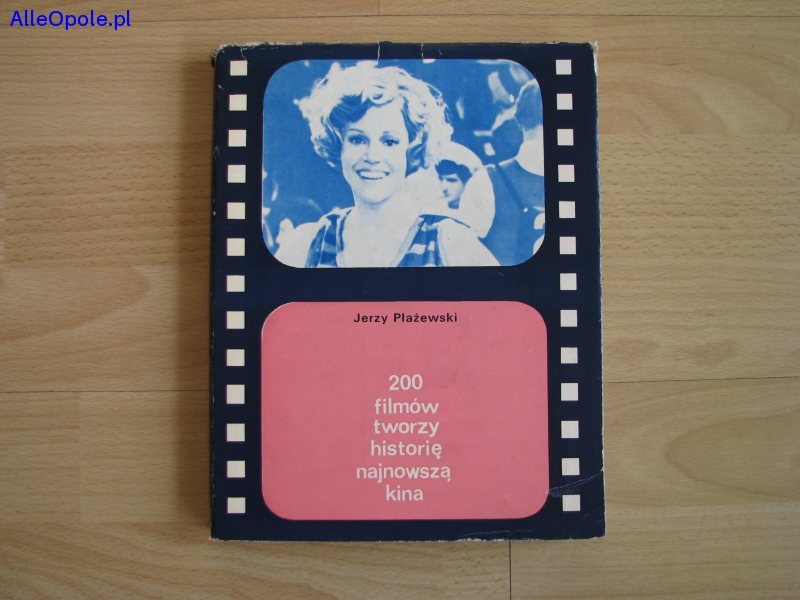 AlleOpole.pl
Jerzy Płażewski
200
filmów
tworzy
historię
najnowszą
kina